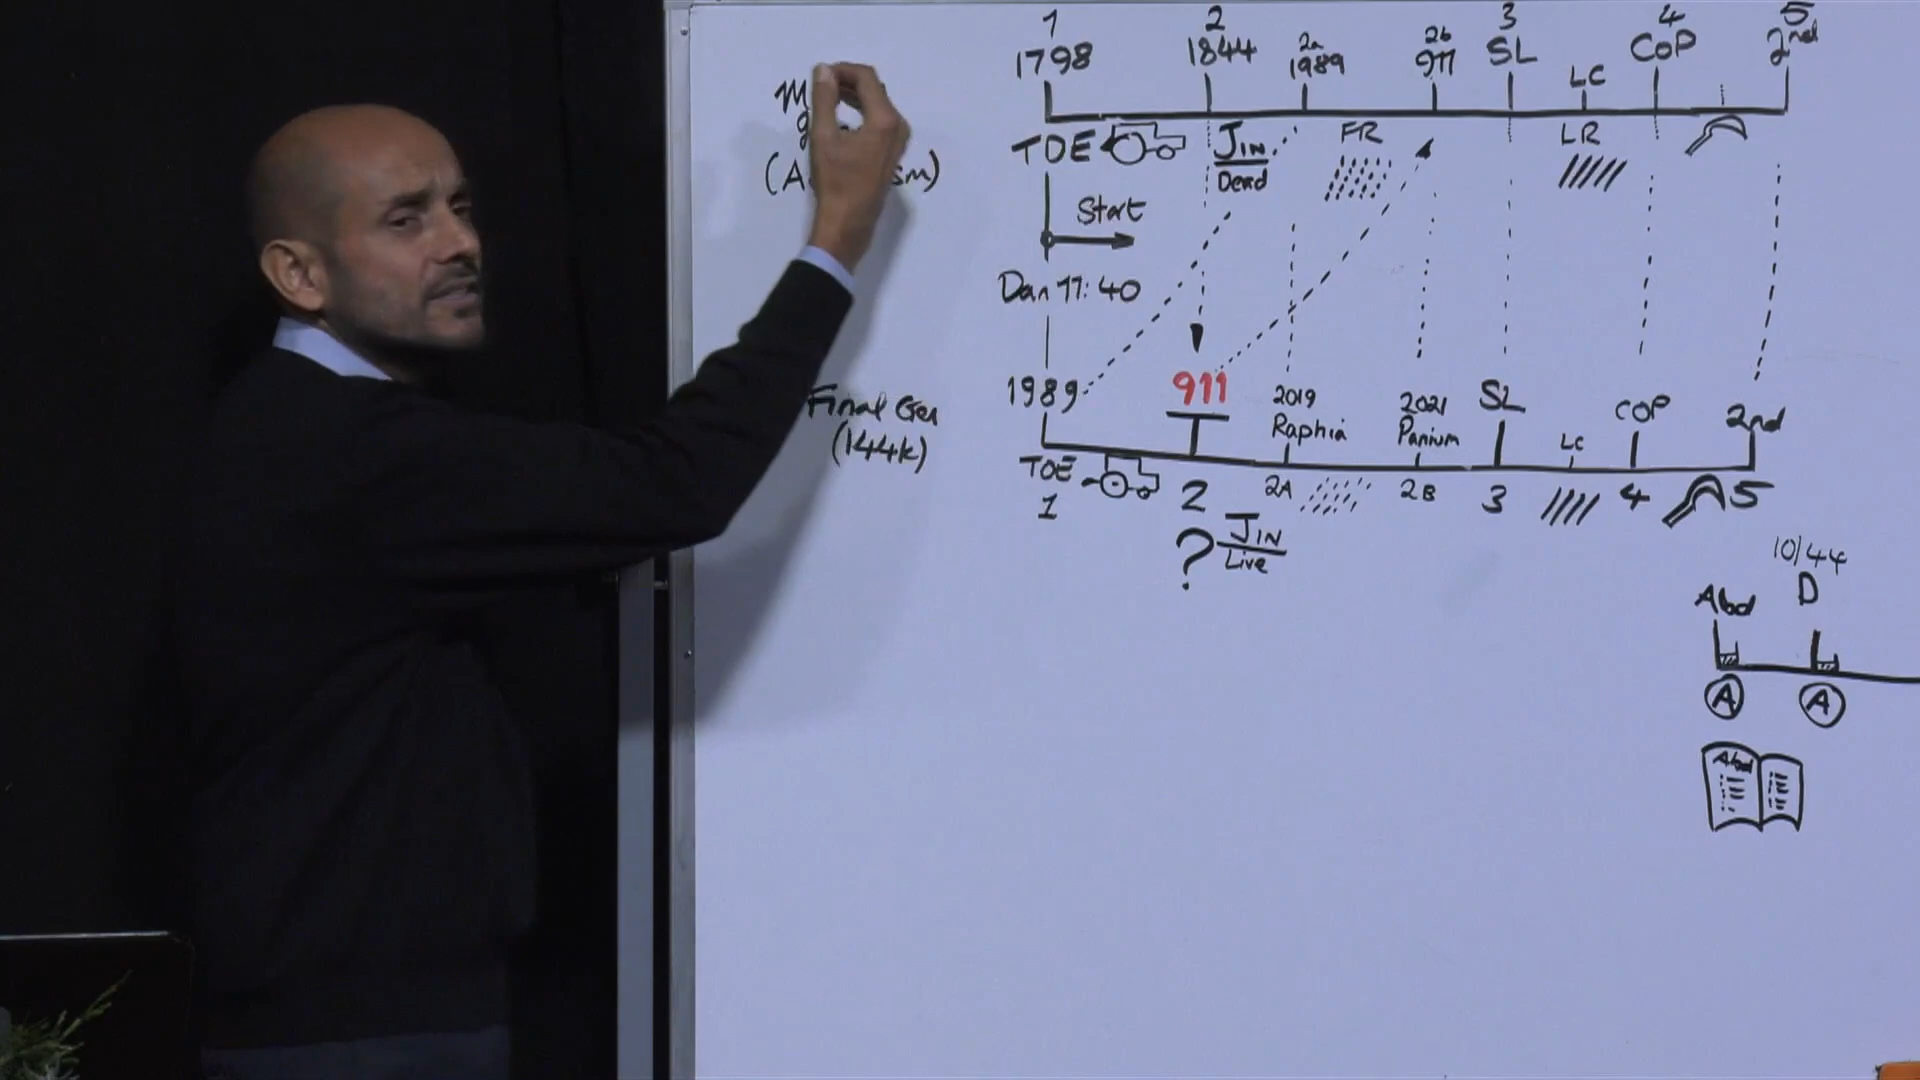 1 2 3 4 5
1798 1844 2a 1989 2b 911 SL LC COP 2nd
TOE JIN FR LR
Dead
Start
Dan 11:40
1989 911 2019 2021 SL COP 2nd
Raphia Panium LC
Final Gen
(144k)
TOE
1 2 2A 2B 3 4 5
? JIN
Live
10/44
Abd D
A A
Abd